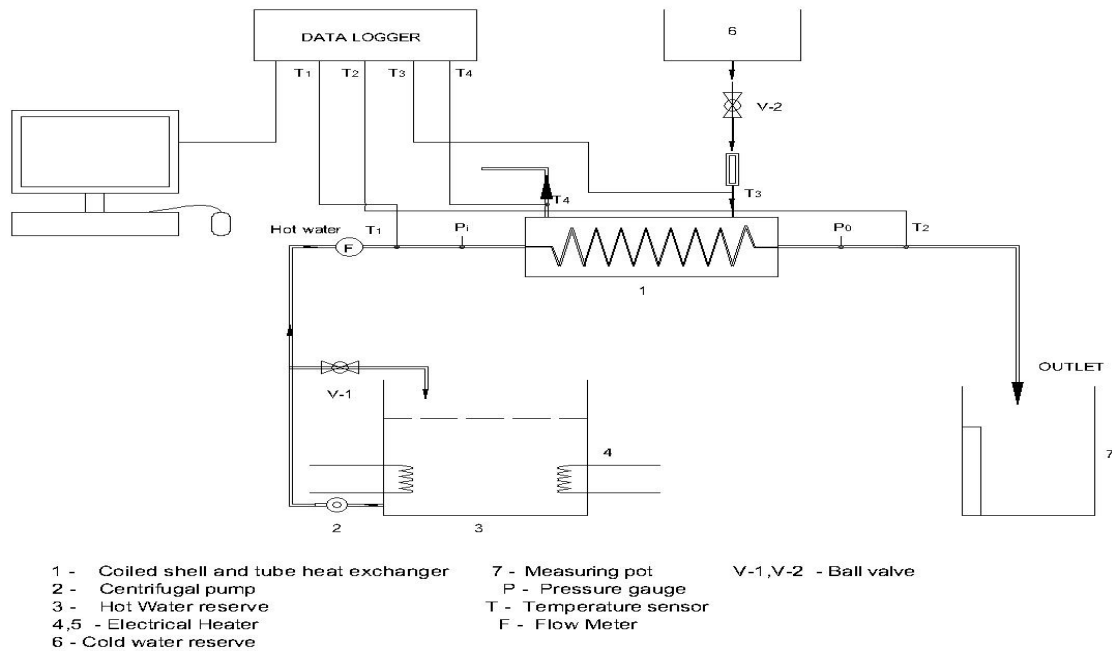 DATA LOGGER
6
T1 T2 T3 T4
V-2
T3
T4
Hot water
T1
Pi
P0
T2
F
1
OUTLET
V-1
4
7
2
3
1 - Coiled shell and tube heat exchanger
2 - Centrifugal pump
3 - Hot Water reserve
4,5 - Electrical Heater
6 - Cold water reserve
7 - Measuring pot
P - Pressure gauge
T - Temperature sensor
F - Flow Meter
V-1,V-2 - Ball valve